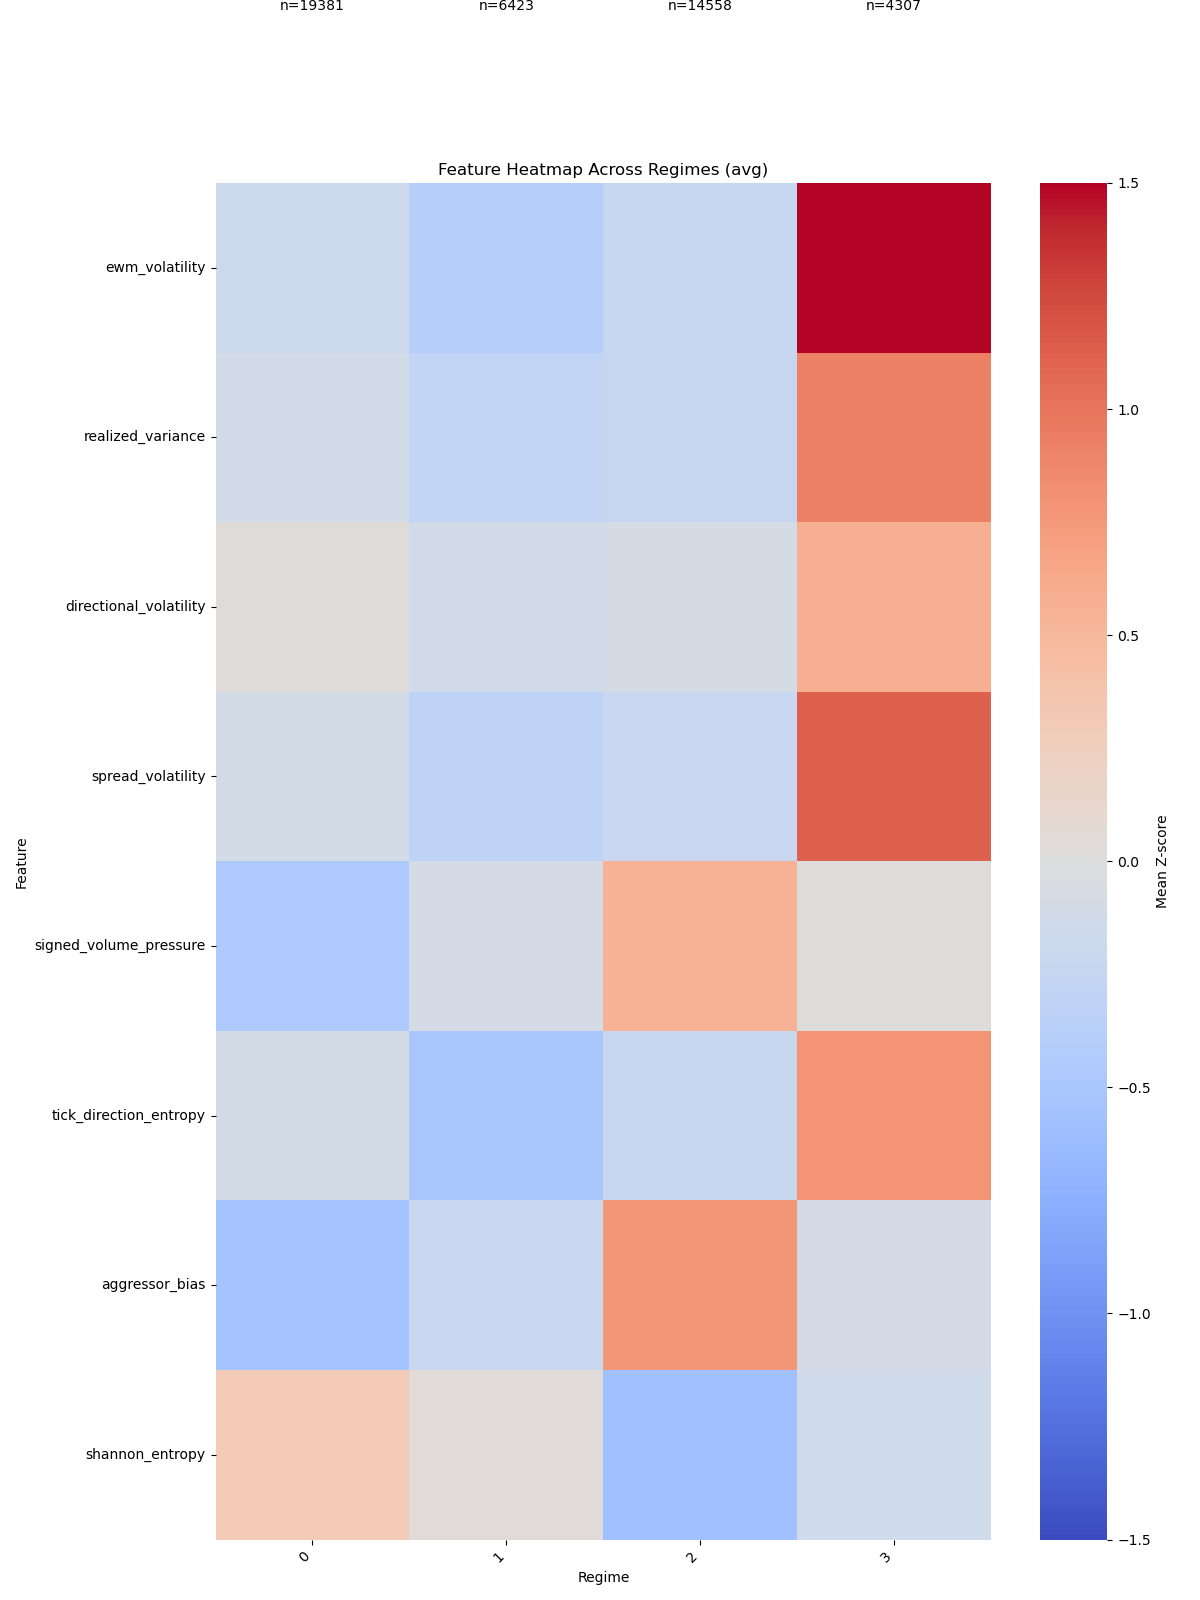 n=19381 n=6423 n=14558 n=4307
Feature Heatmap Across Regimes (avg)
ewm_volatility
realized_variance
directional_volatility
spread_volatility
signed_volume_pressure
tick_direction_entropy
aggressor_bias
shannon_entropy
Feature
0 1 2 3
Regime
1.5
1.0
0.5
0.0
−0.5
−1.0
−1.5
Mean Z-score